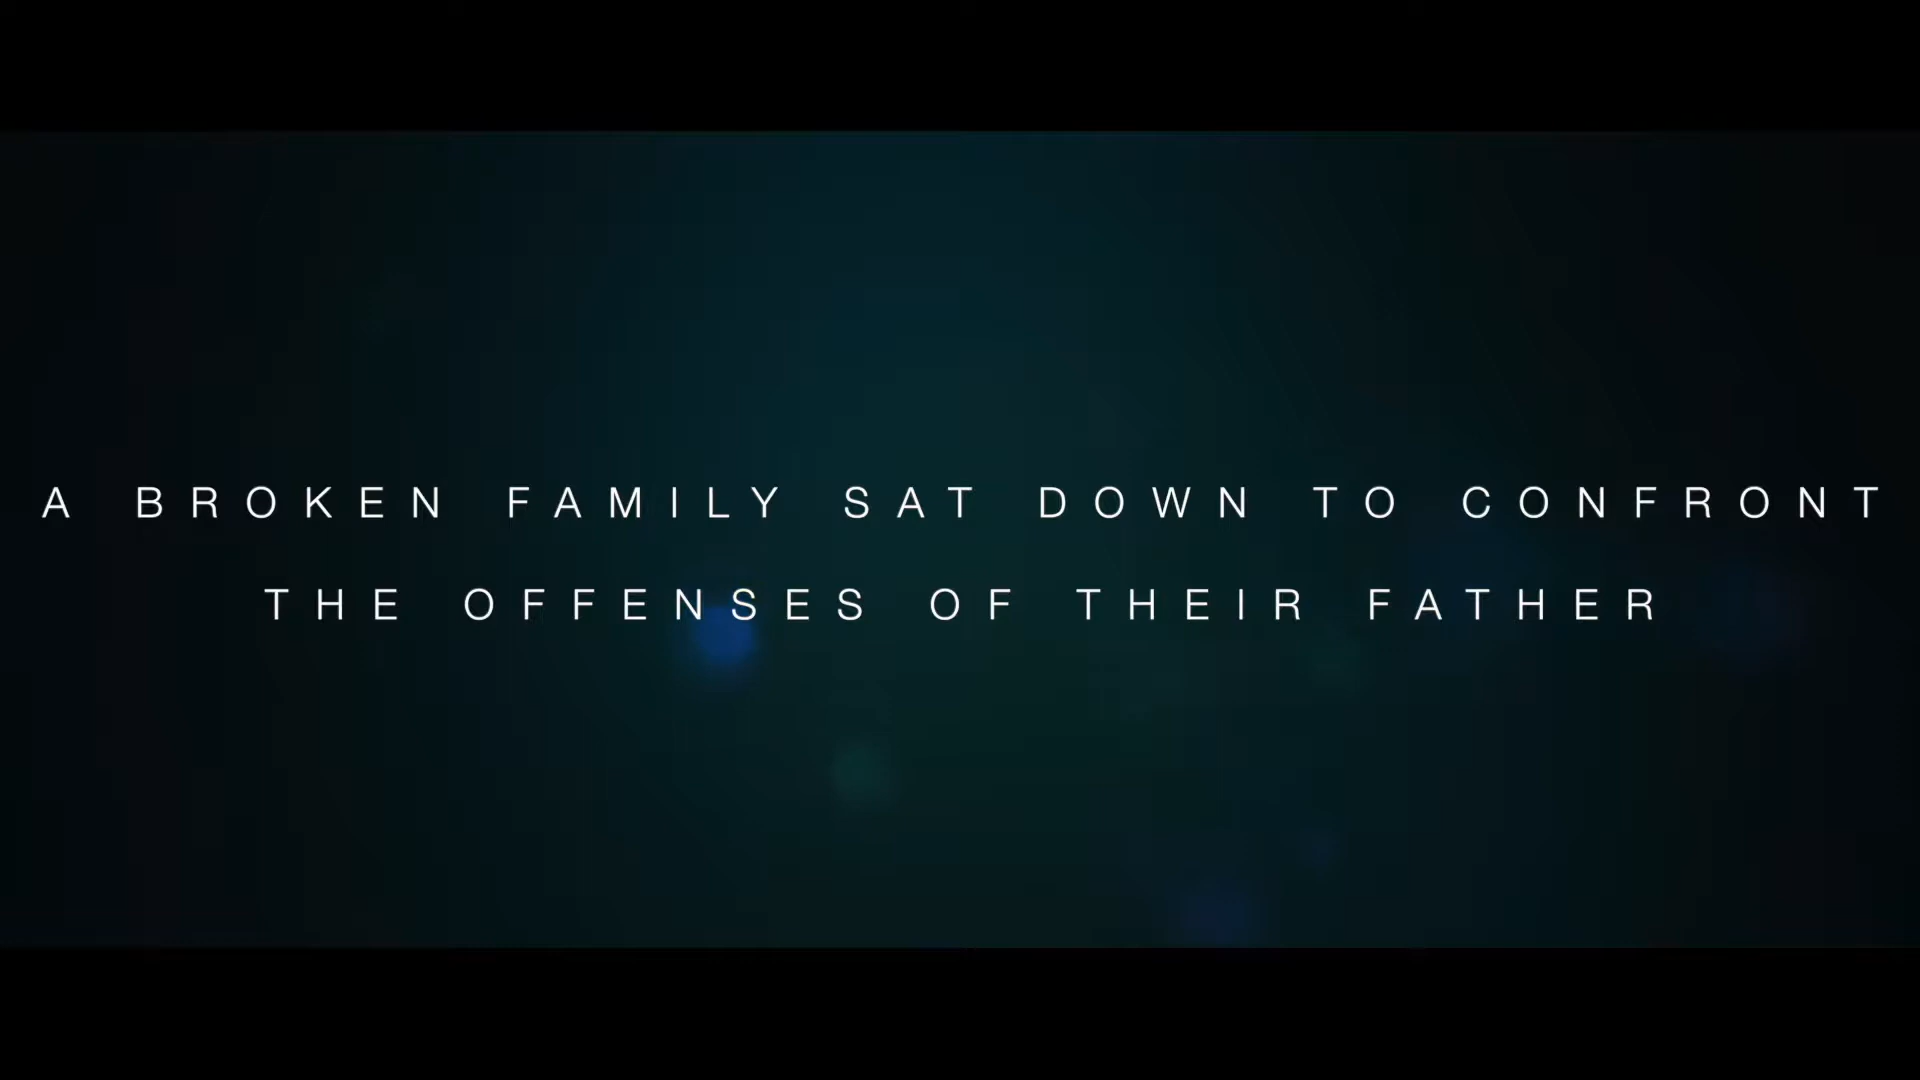 A BROKEN FAMILY SAT DOWN TO CONFRONT
THE OFFENSES OF THEIR FATHER